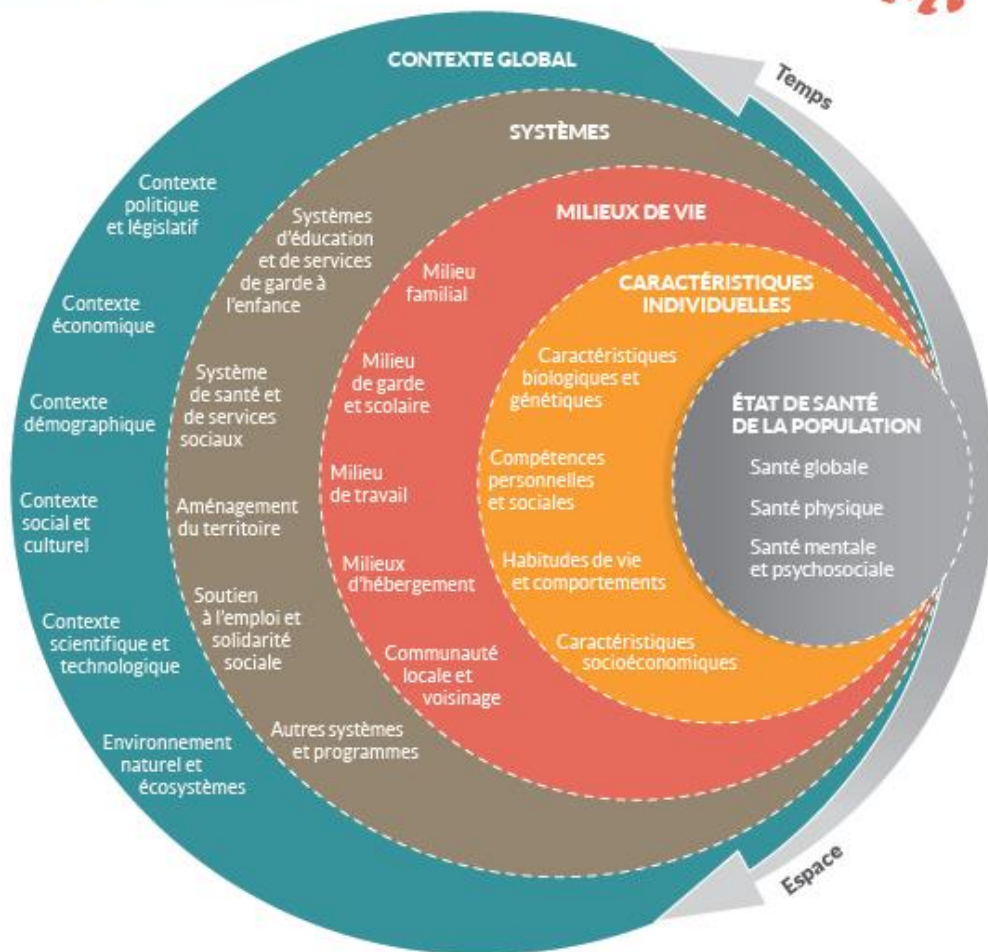 CONTEXTE GLOBAL
Contexte
politique
et législatif
Contexte
économique
Contexte
démographique
Contexte
social et
culturel
Contexte
scientifique et
technologique
Environnement
naturel et
écosystèmes
SYSTÈMES
Systèmes
d'éducation
et de services
de garde à
l'enfance
Système
de santé et
de services
sociaux
Aménagement
du territoire
Soutien
à l'emploi et
solidarité
sociale
Autres systèmes
et programmes
MILIEUX DE VIE
Milieu
familial
Milieu
de garde
et scolaire
Milieu
de travail
Milieux
d'hébergement
Communauté
locale et
voisinage
CARACTÉRISTIQUES
INDIVIDUELLES
Caractéristiques
biologiques et
génétiques
Compétences
personnelles
et sociales
Habitudes de vie
et comportements
Caractéristiques
socioéconomiques
ÉTAT DE SANTÉ
DE LA POPULATION
Santé globale
Santé physique
Santé mentale
et psychosociale
Temps
Espace